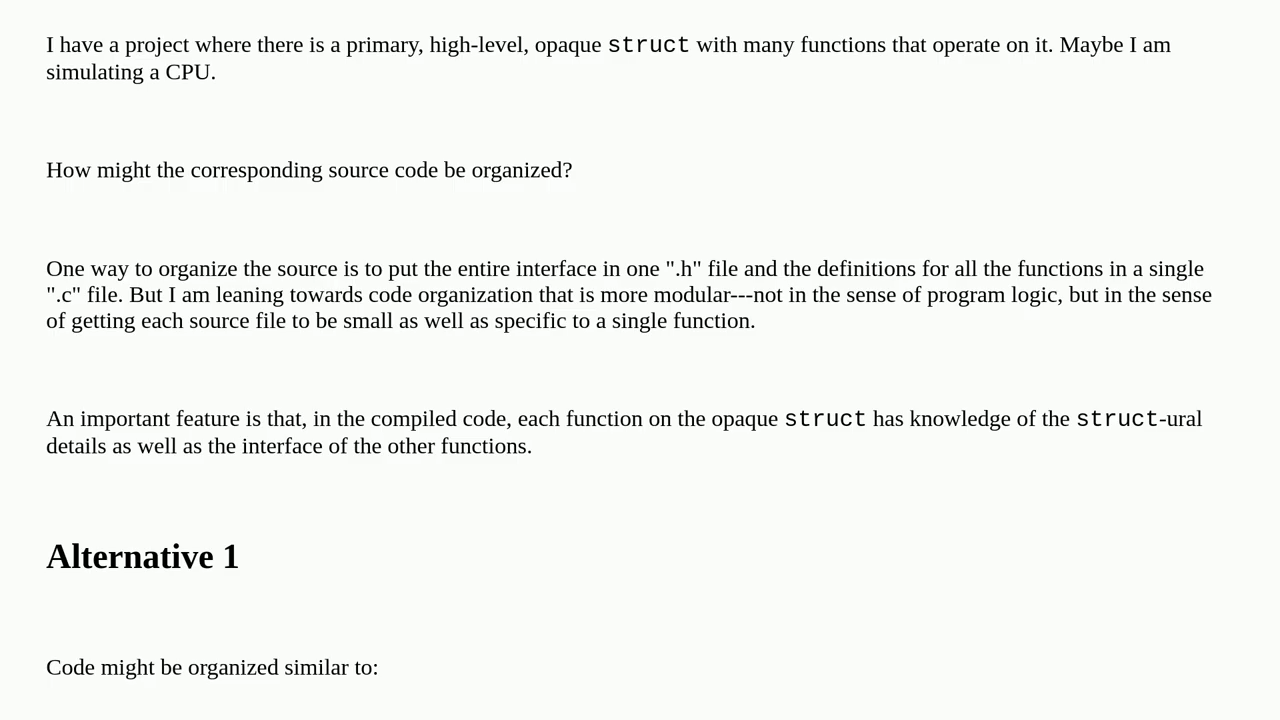 I have a project where there is a primary, high-level, opaque struct with many functions that operate on it. Maybe I am
simulating a CPU.
How might the corresponding source code be organized?
One way to organize the source is to put the entire interface in one ".h" file and the definitions for all the functions in a single
".c" file. But I am leaning towards code organization that is more modular---not in the sense of program logic, but in the sense
of getting each source file to be small as well as specific to a single function.
An important feature is that, in the compiled code, each function on the opaque struct has knowledge of the struct-ural
details as well as the interface of the other functions.
Alternative 1
Code might be organized similar to: